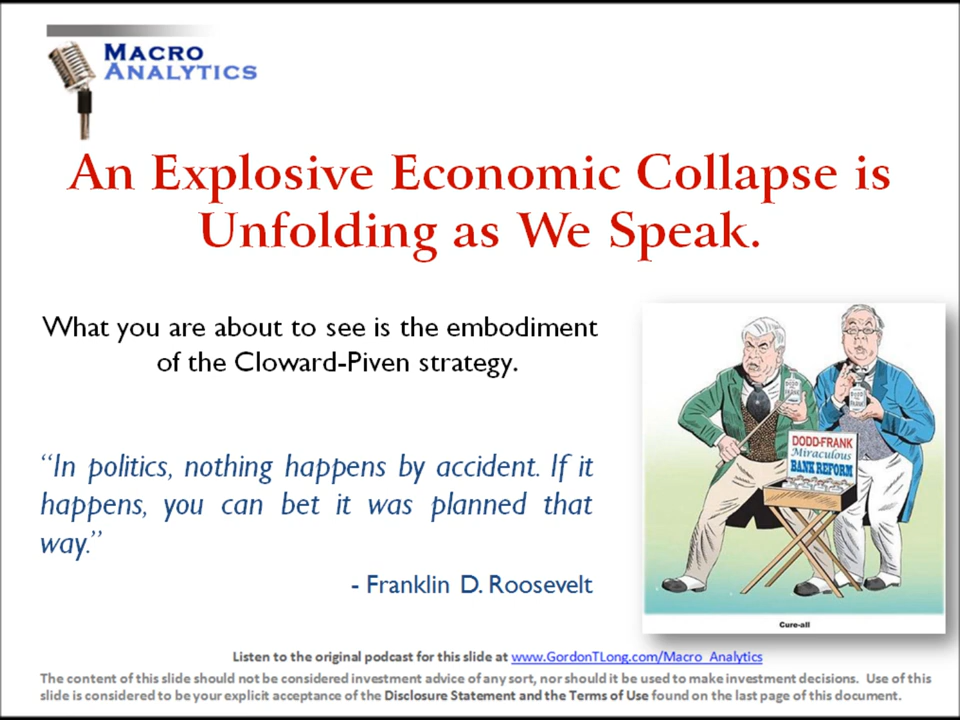 MACRO
ANALYTICS
An Explosive Economic Collapse is
Unfolding as We Speak.
What you are about to see is the embodiment
of the Cloward-Piven strategy.
“In politics, nothing happens by accident. If it
happens, you can bet it was planned that
way.”
- Franklin D. Roosevelt
DODD-FRANK
Miraculous
BANK REFORM
Cure-all
Listen to the original podcast for this slide at www.GordonTLong.com/Macro_Analytics
The content of this slide should not be considered investment advice of any sort, nor should it be used to make investment decisions. Use of this
slide is considered to be your explicit acceptance of the Disclosure Statement and the Terms of Use found on the last page of this document.